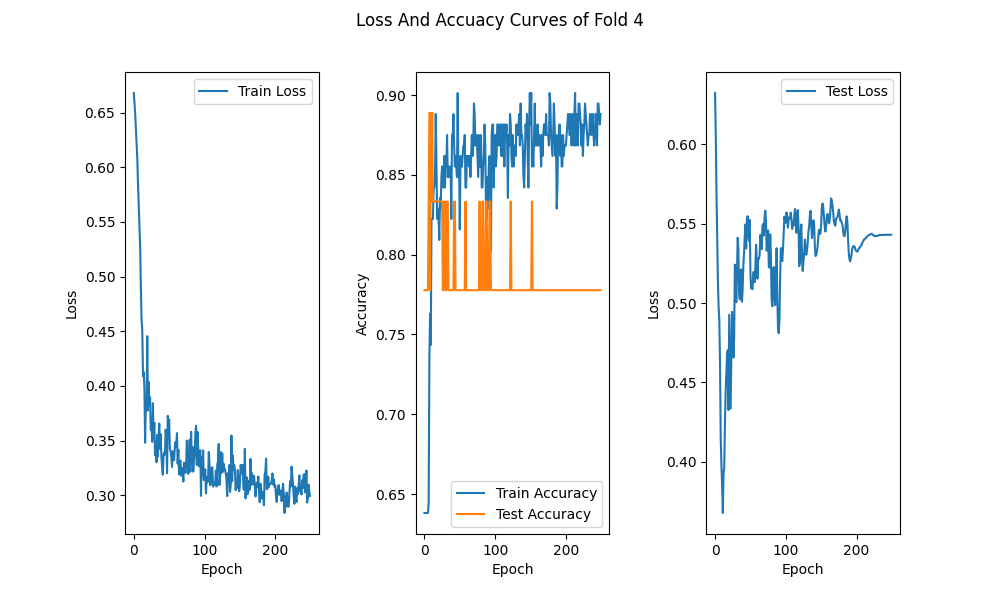 Loss And Accuacy Curves of Fold 4
Train Loss
0.65
0.60
0.55
0.50
0.45
0.40
0.35
0.30
Loss
0 100 200
Epoch
0.90
0.85
0.80
0.75
0.70
0.65
Accuracy
Train Accuracy
Test Accuracy
0 100 200
Epoch
Test Loss
0.60
0.55
0.50
0.45
0.40
Loss
0 100 200
Epoch